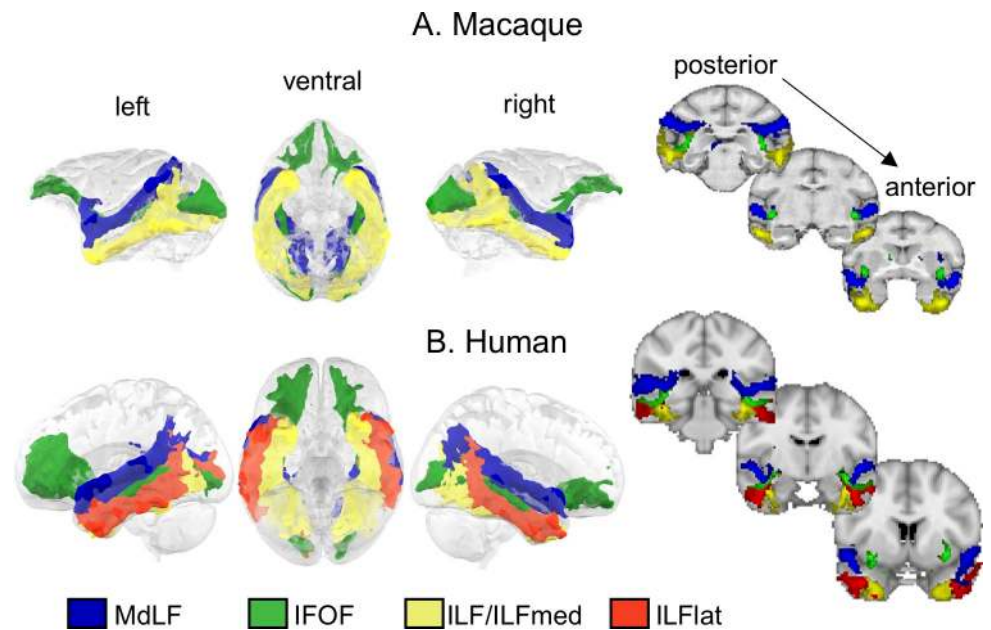 A. Macaque
left
ventral
right
posterior
anterior
B. Human
MdLF
IFOF
ILF/ILFmed
ILFlat